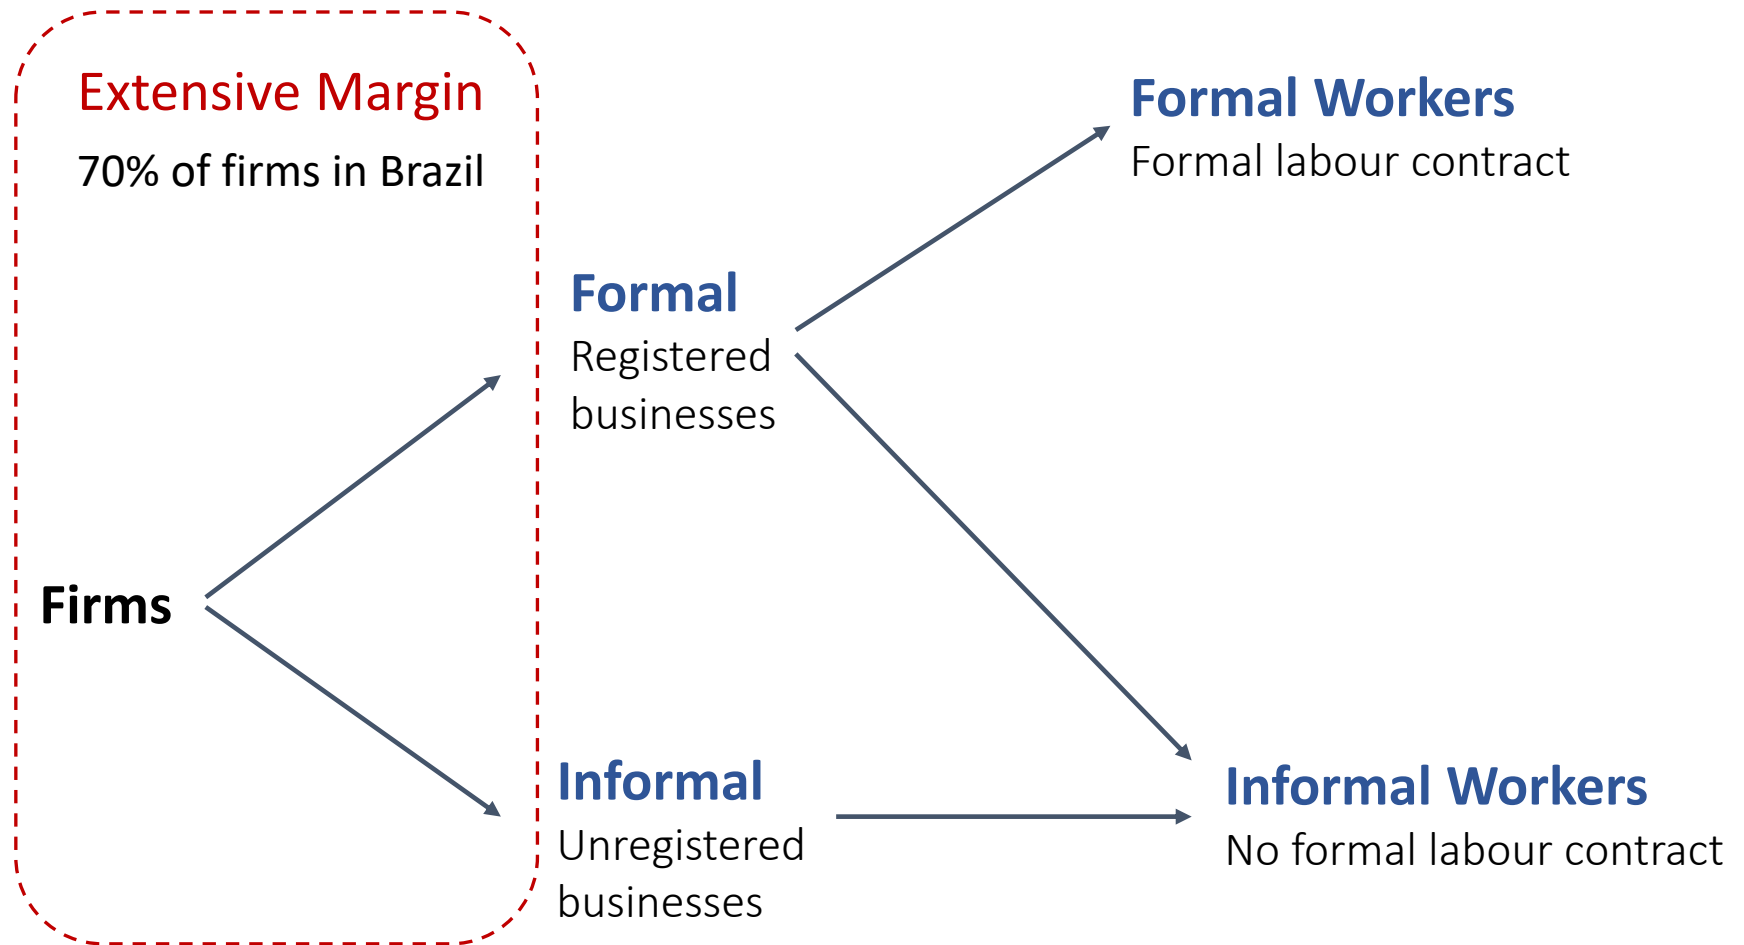 Extensive Margin
70% of firms in Brazil
Formal Workers
Formal labour contract
Formal
Registered
businesses
Firms
Informal
Unregistered
businesses
Informal Workers
No formal labour contract